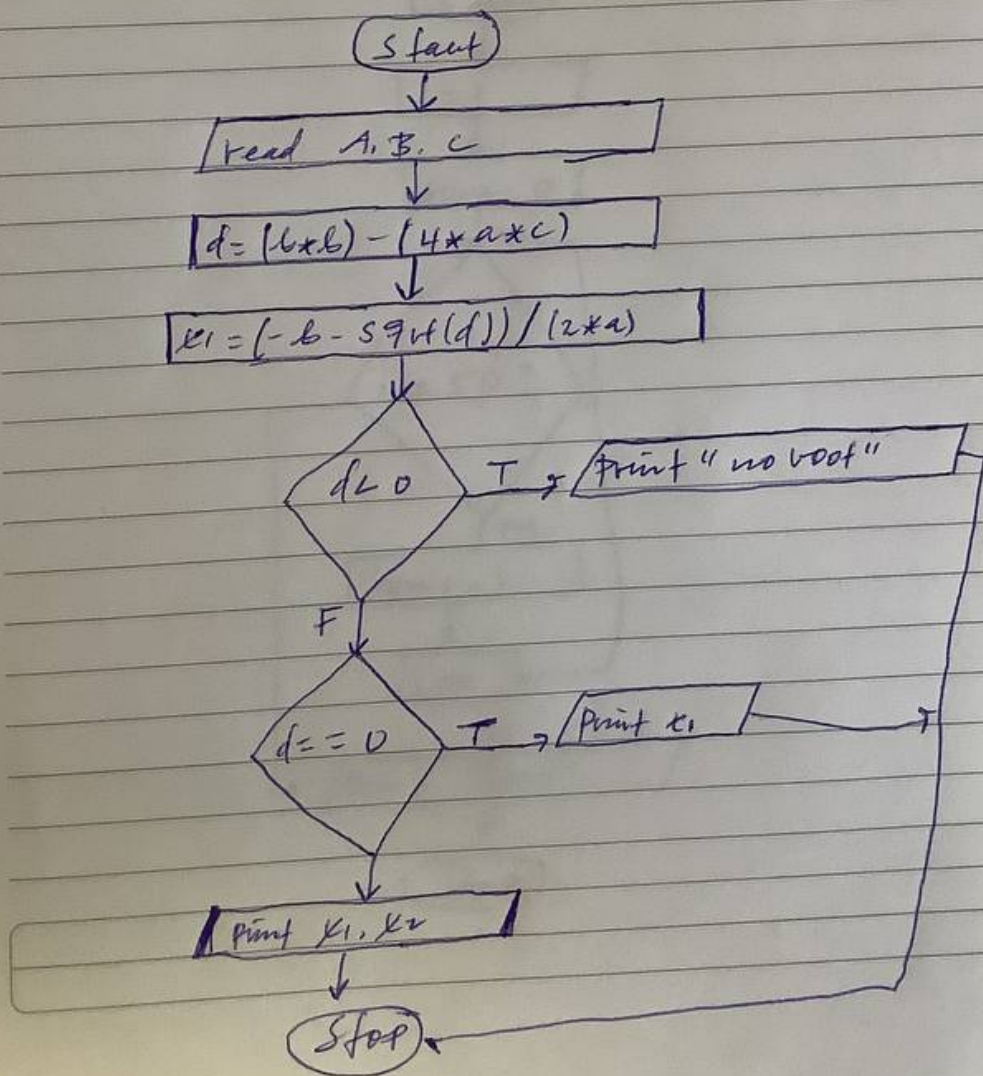 Start
read A, B, C
d = (b*b) - (4*a*c)
x1 = (-b - sqrt(d)) / (2*a)
d < 0
T
print "no root"
F
d == 0
T
print x1
print x1, x2
Stop